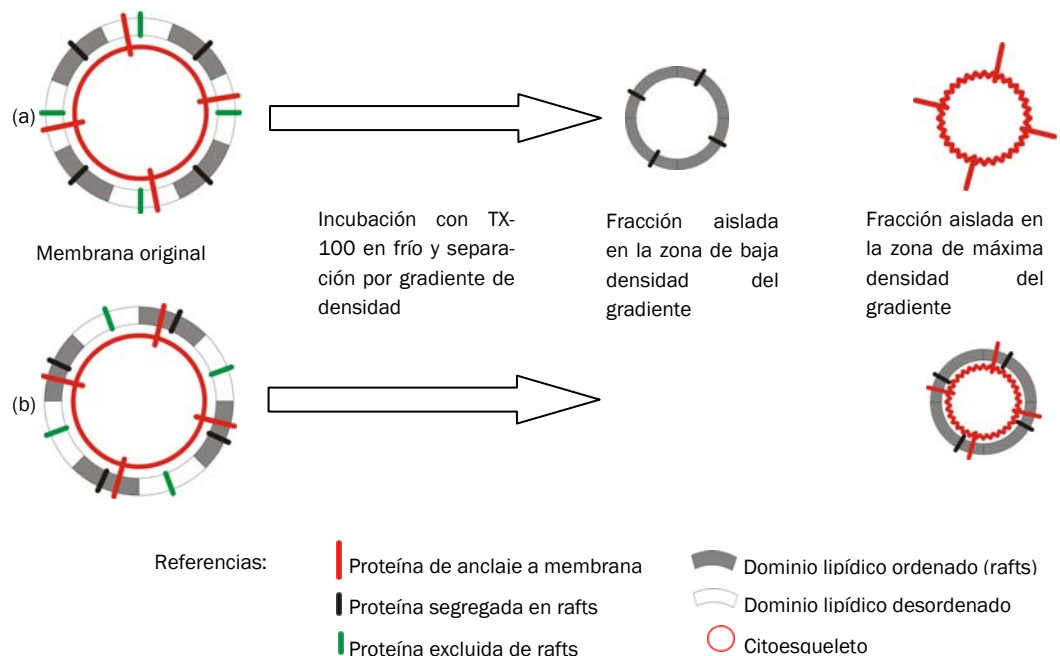 (a)
Membrana original
Incubación con TX-
100 en frío y separa-
ción por gradiente de
densidad
Fracción aislada
en la zona de baja
densidad del
gradiente
Fracción aislada en
la zona de máxima
densidad del
gradiente
(b)
Referencias:
Proteína de anclaje a membrana
Proteína segregada en rafts
Proteína excluida de rafts
Dominio lipídico ordenado (rafts)
Dominio lipídico desordenado
Citoesqueleto